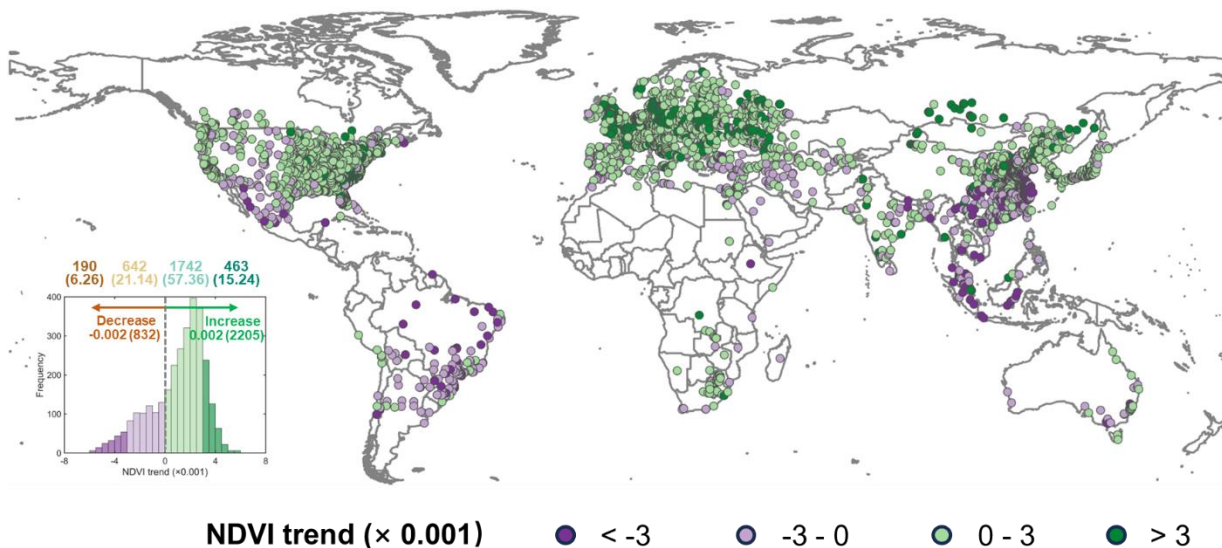 190 642 1742 463
(6.26) (21.14) (57.36) (15.24)
400
Decrease Increase
-0.002 (832) 0.002 (2205)
300
200
100
0
Frequency
-8 -4 0 4 8
NDVI trend (×0.001)
NDVI trend (× 0.001) < -3 -3 - 0 0 - 3 > 3